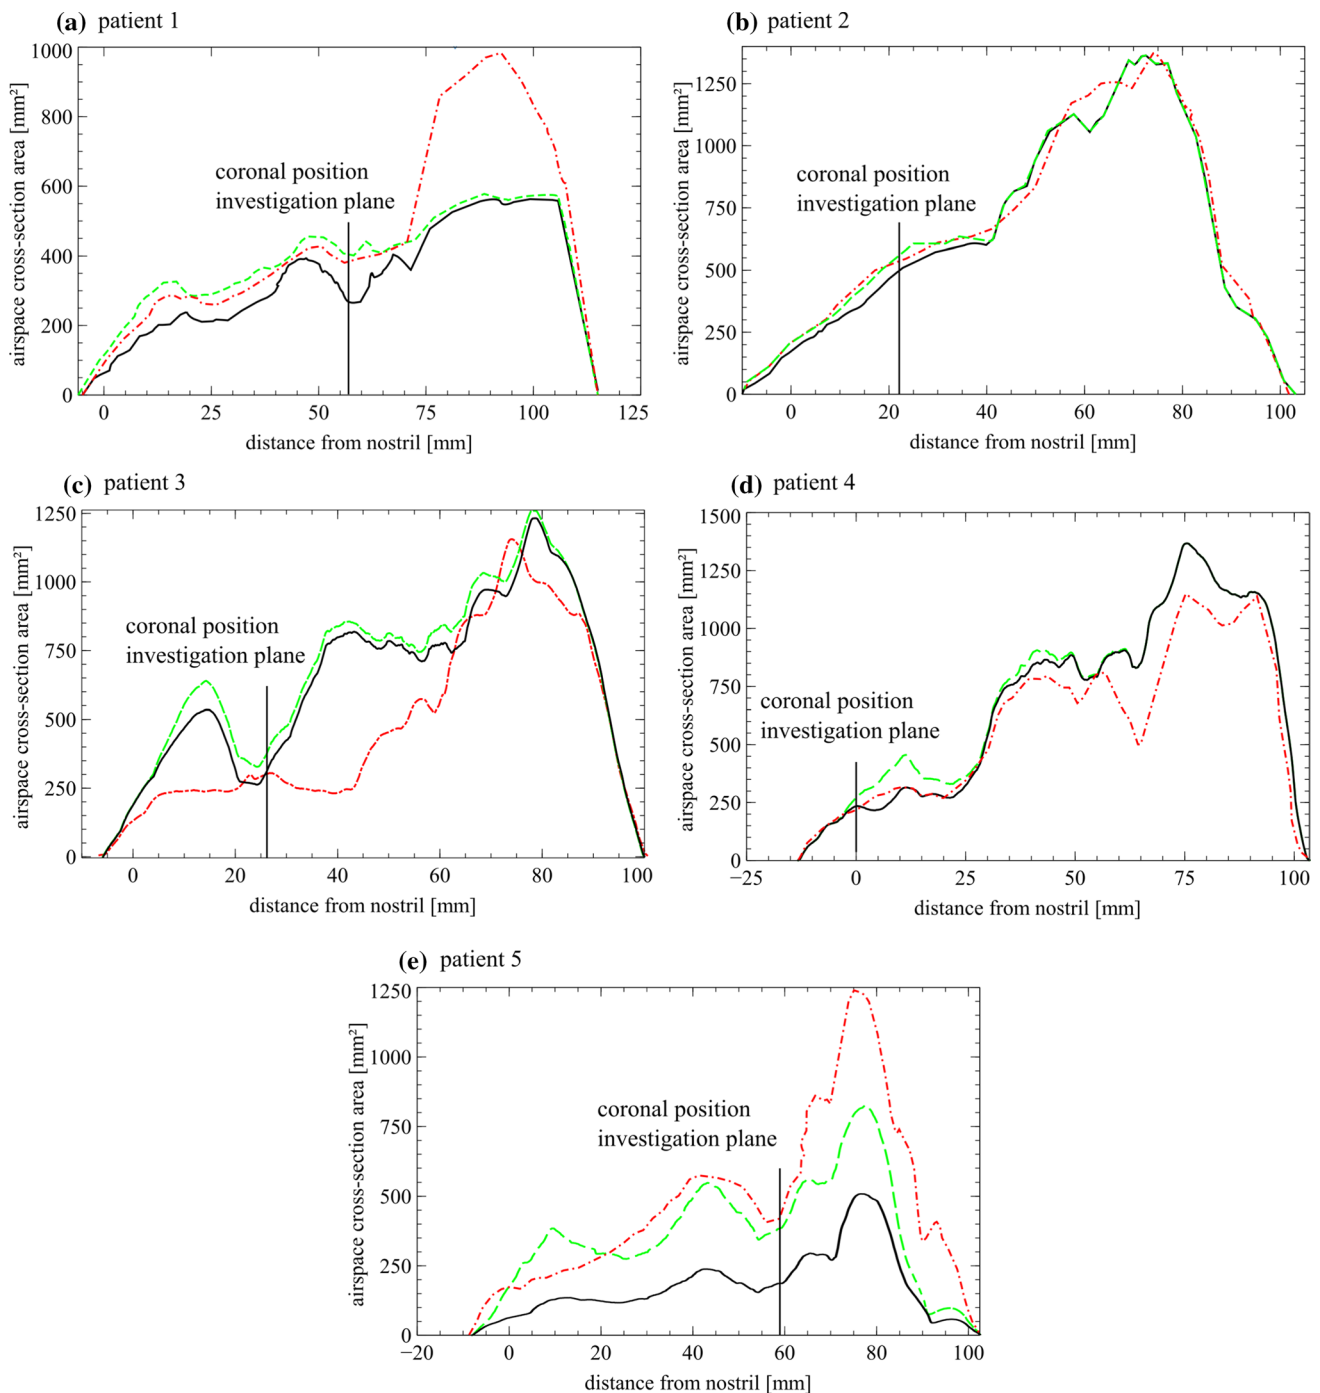 (a) patient 1
1000
800
600
400
200
0
airspace cross-section area [mm²]
coronal position
investigation plane
0 25 50 75 100 125
distance from nostril [mm]
(b) patient 2
1250
1000
750
500
250
0
airspace cross-section area [mm²]
coronal position
investigation plane
0 20 40 60 80 100
distance from nostril [mm]
(c) patient 3
1250
1000
750
500
250
0
airspace cross-section area [mm²]
coronal position
investigation plane
0 20 40 60 80 100
distance from nostril [mm]
(d) patient 4
1500
1250
1000
750
500
250
0
airspace cross-section area [mm²]
coronal position
investigation plane
−25 0 25 50 75 100
distance from nostril [mm]
(e) patient 5
1250
1000
750
500
250
0
airspace cross-section area [mm²]
coronal position
investigation plane
−20 0 20 40 60 80 100
distance from nostril [mm]